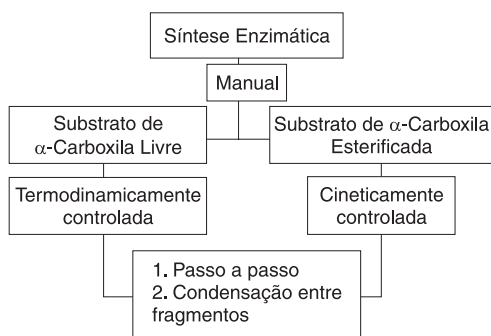 Síntese Enzimática
Manual
Substrato de
α-Carboxila Livre
Substrato de α-Carboxila
Esterificada
Termodinamicamente
controlada
Cineticamente
controlada
1. Passo a passo
2. Condensação entre
fragmentos